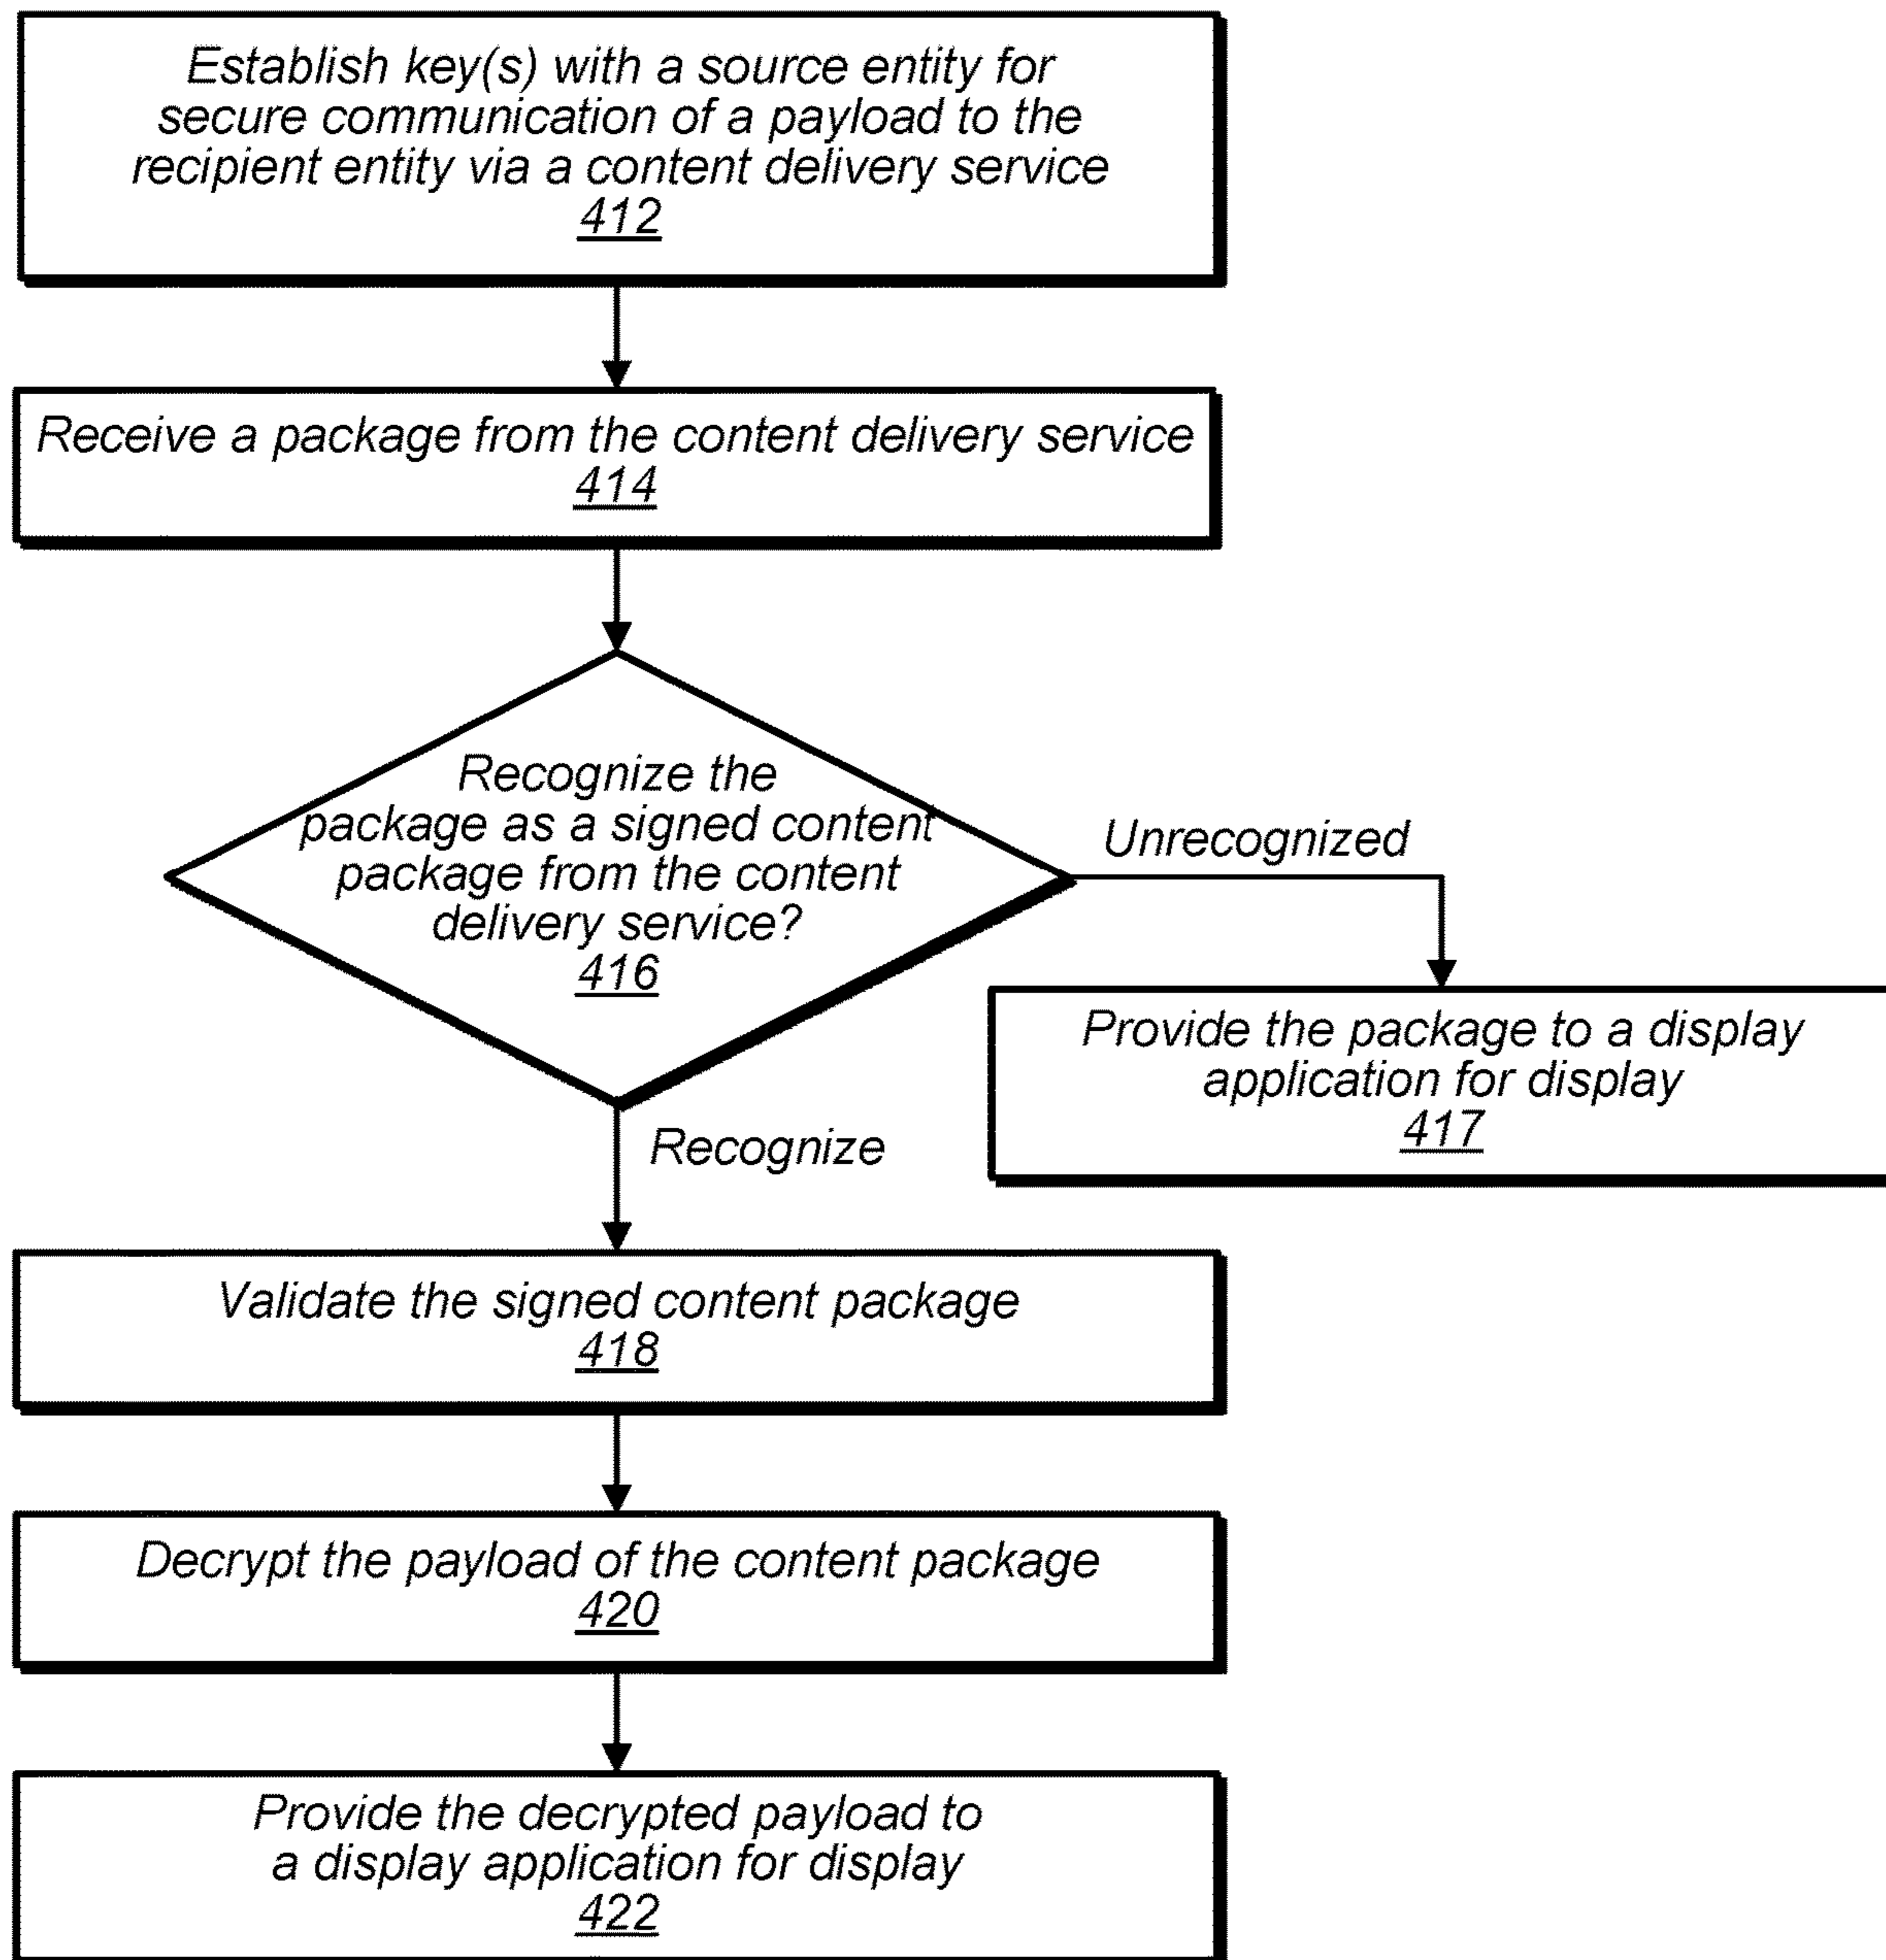 Establish key(s) with a source entity for
secure communication of a payload to the
recipient entity via a content delivery service
412
Receive a package from the content delivery service
414
Recognize the
package as a signed content
package from the content
delivery service?
416
Unrecognized
Provide the package to a display
application for display
417
Recognize
Validate the signed content package
418
Decrypt the payload of the content package
420
Provide the decrypted payload to
a display application for display
422